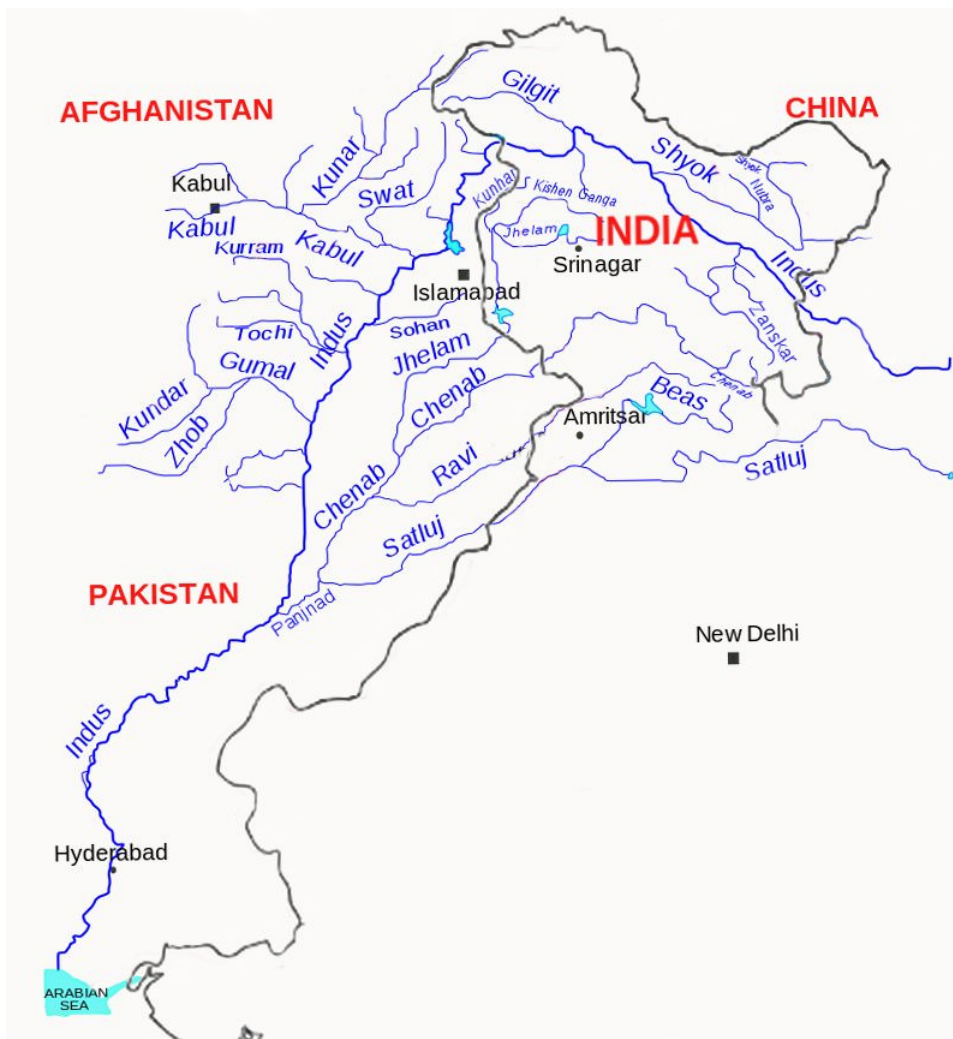 Gilgit
AFGHANISTAN
CHINA
Kunar
Shyok
Shyok
Nubra
Kabul
Swat
Kunhar
Kishen Ganga
Kabul
Jhelam
INDIA
Kurram
Kabul
Srinagar
Indus
Islamabad
Tochi
Indus
Sohan
Zanskar
Gumal
Jhelam
Chenab
Chenab
Kundar
Beas
Zhob
Amritsar
Ravi
Satluj
Chenab
Satluj
PAKISTAN
Panjnad
New Delhi
Indus
Hyderabad
ARABIAN
SEA